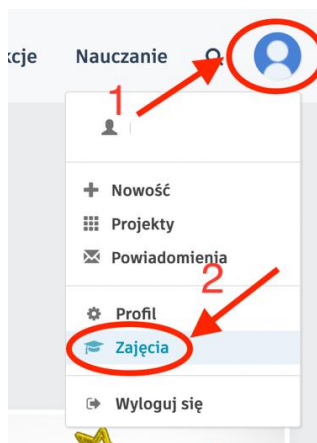 kcje Nauczanie
1
Nowość
Projekty
Powiadomienia
2
Profil
Zajęcia
Wyloguj się